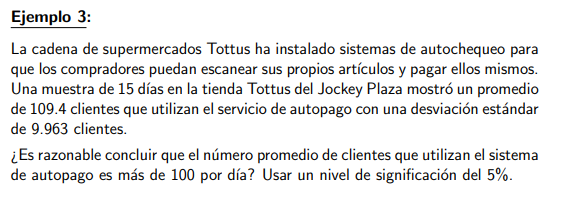 Ejemplo 3:
La cadena de supermercados Tottus ha instalado sistemas de autochequeo para
que los compradores puedan escanear sus propios artículos y pagar ellos mismos.
Una muestra de 15 días en la tienda Tottus del Jockey Plaza mostró un promedio
de 109.4 clientes que utilizan el servicio de autopago con una desviación estándar
de 9.963 clientes.
¿Es razonable concluir que el número promedio de clientes que utilizan el sistema
de autopago es más de 100 por día? Usar un nivel de significación del 5%.